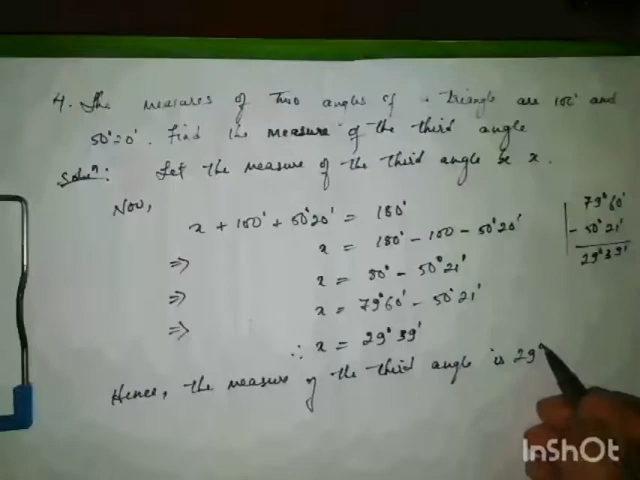 4. The measures of two angles of a triangle are 100° and
50°20'. Find the measure of the third angle
Solun: Let the measure of the third angle be x.
Now,
x + 100° + 50°20' = 180°
⇒ x = 180° - 100 - 50°20'
⇒ x = 80° - 50°21'
⇒ x = 79°60' - 50°21'
∴ x = 29°39'
Hence, the measure of the third angle is 29°
79°60'
- 50°21'
29°39'
InShOt